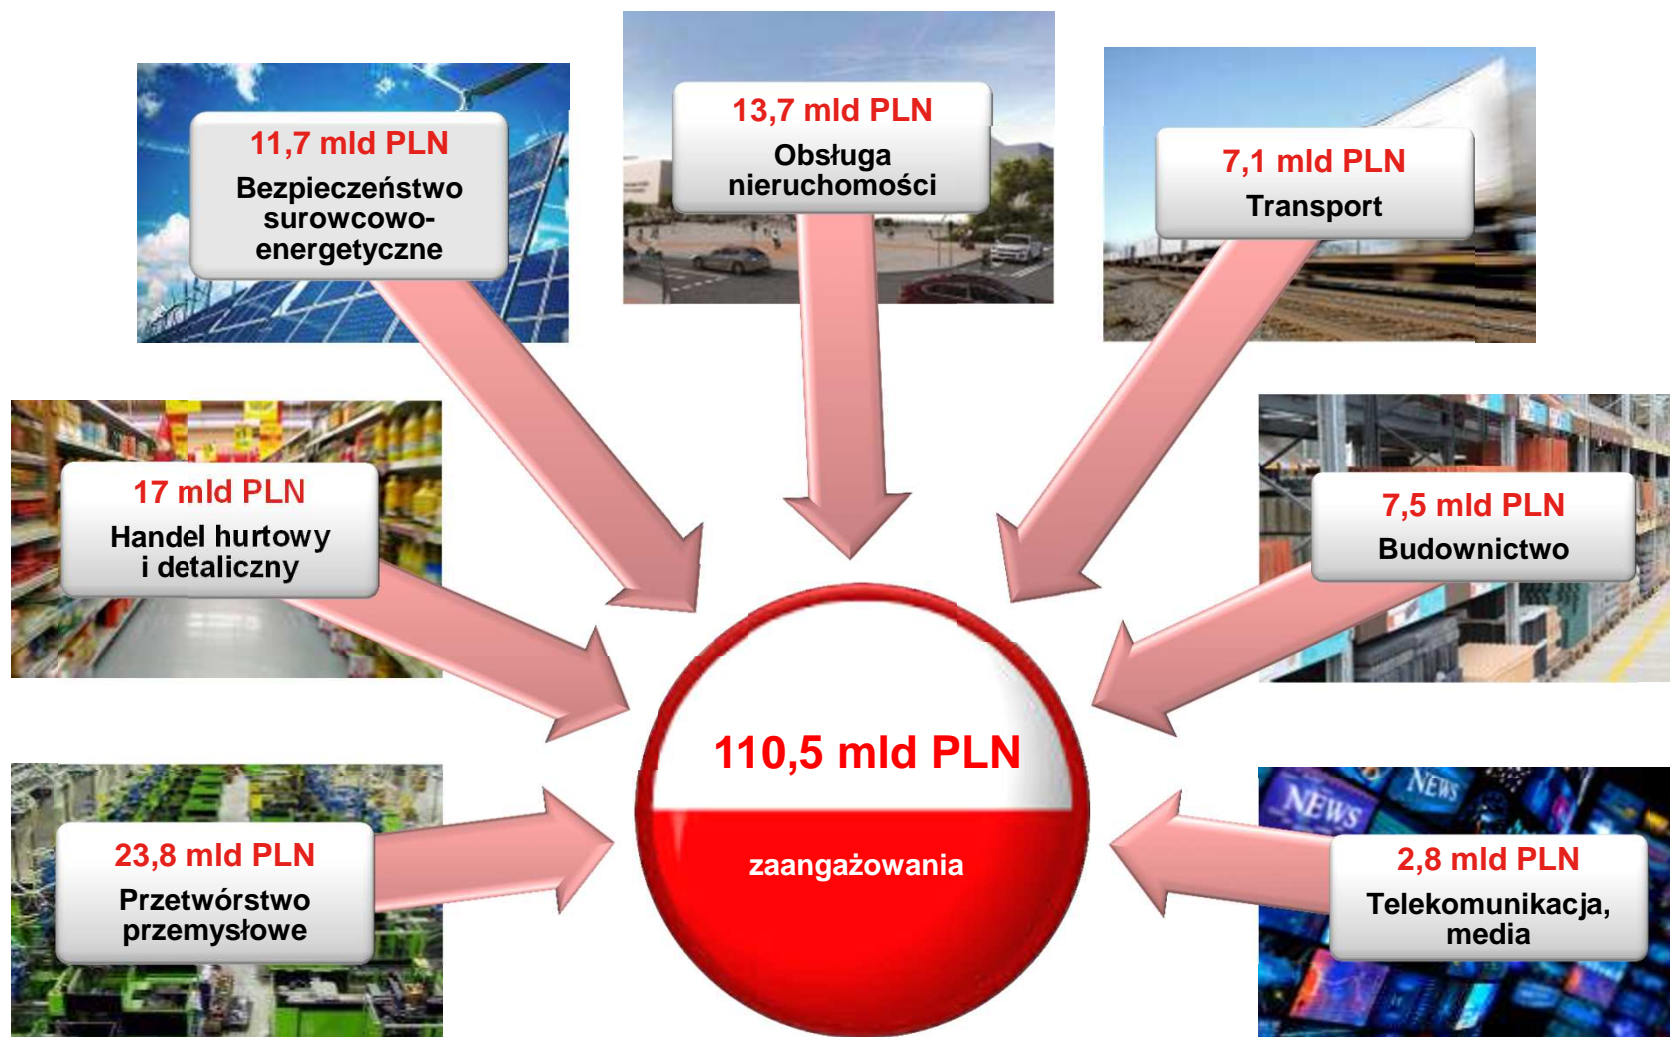 11,7 mld PLN
Bezpieczeństwo
surowcowo-
energetyczne
13,7 mld PLN
Obsługa
nieruchomości
7,1 mld PLN
Transport
17 mld PLN
Handel hurtowy
i detaliczny
7,5 mld PLN
Budownictwo
110,5 mld PLN
zaangażowania
23,8 mld PLN
Przetwórstwo
przemysłowe
NEWS
NEWS
2,8 mld PLN
Telekomunikacja,
media